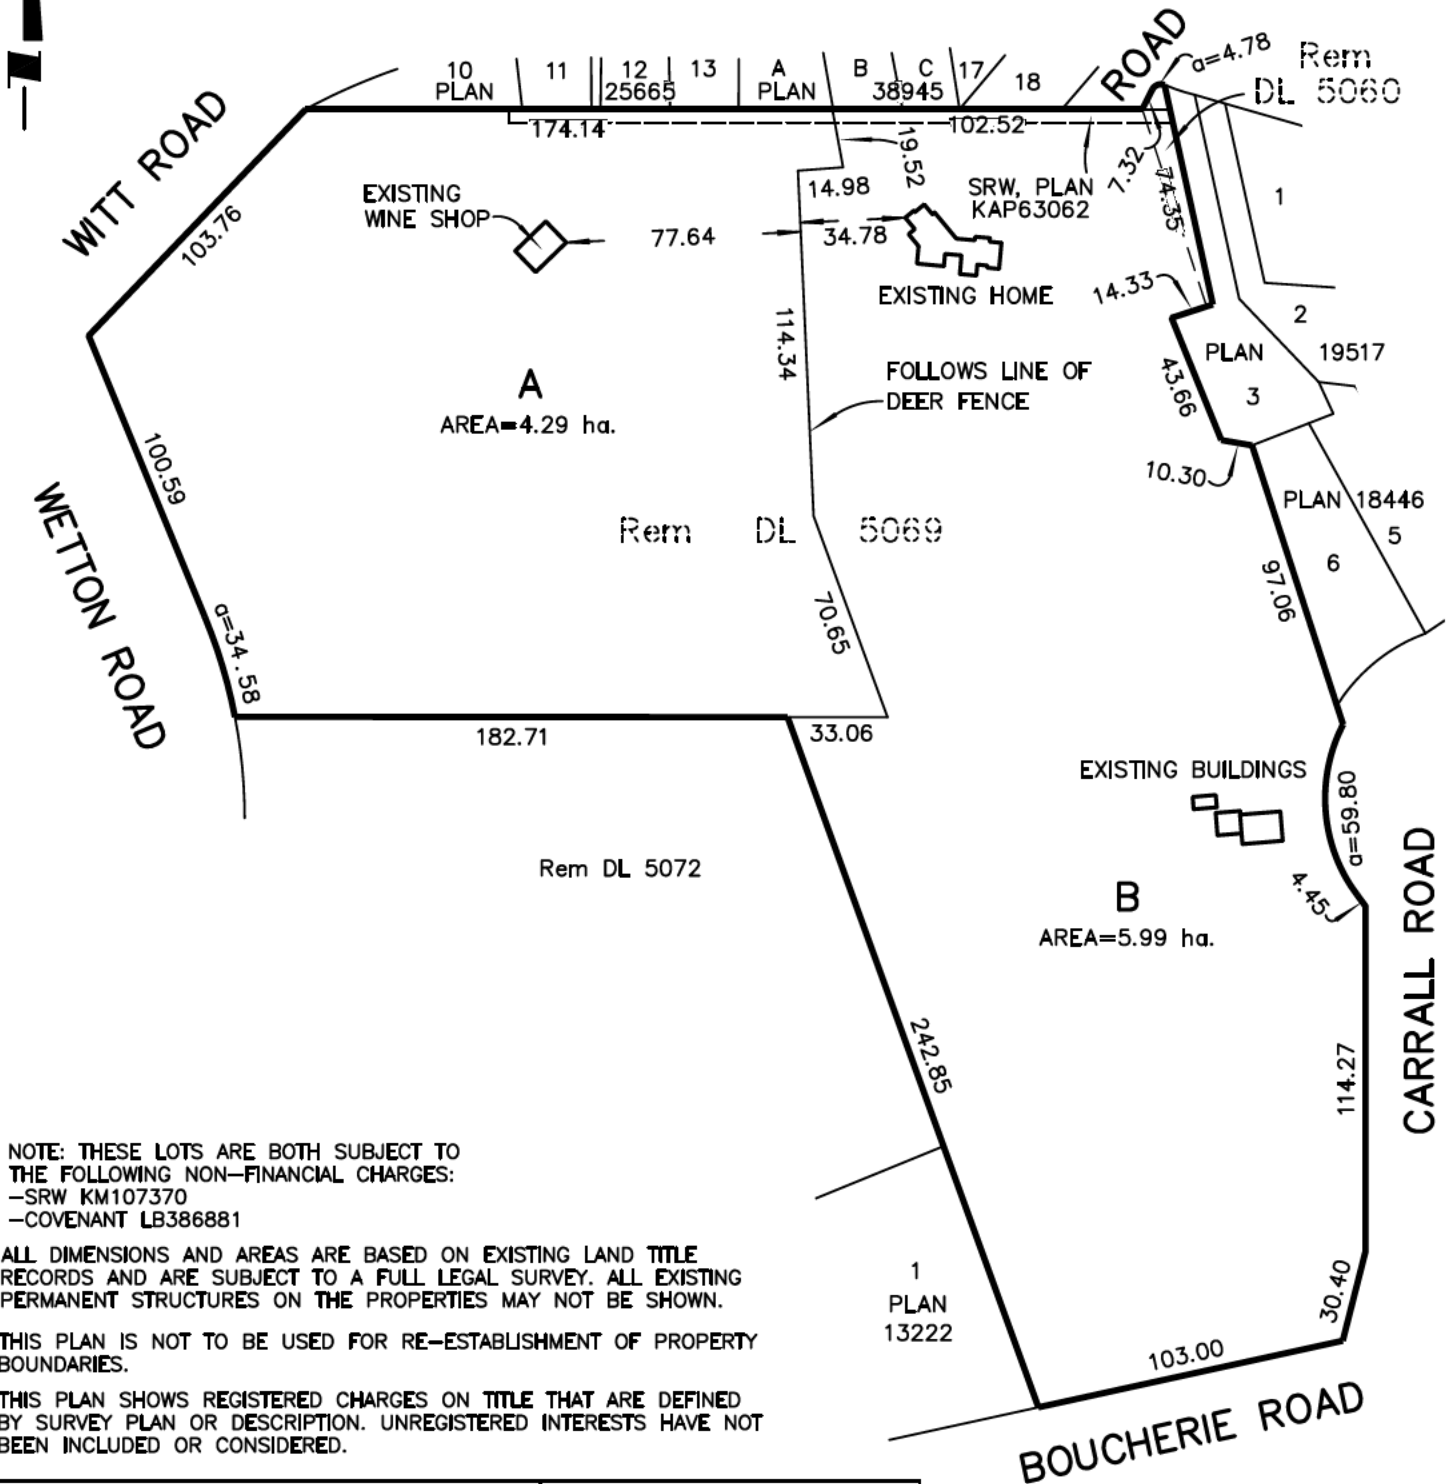 10
PLAN
11
12
25665
13
A
PLAN
B
C
38945
17
18
ROAD
a=4.78
Rem
DL 5060
WITT ROAD
174.14
102.52
19.52
7.32
74.35
1
103.76
EXISTING
WINE SHOP
77.64
14.98
34.78
SRW, PLAN
KAP63062
EXISTING HOME
14.33
2
PLAN 19517
3
114.34
43.66
A
AREA=4.29 ha.
FOLLOWS LINE OF
DEER FENCE
100.59
10.30
PLAN 18446
5
6
WETTON ROAD
Rem DL 5069
97.06
a=34.58
70.65
182.71
33.06
EXISTING BUILDINGS
a=59.80
Rem DL 5072
B
AREA=5.99 ha.
4.45
CARRALL ROAD
242.85
114.27
NOTE: THESE LOTS ARE BOTH SUBJECT TO
THE FOLLOWING NON-FINANCIAL CHARGES:
-SRW KM107370
-COVENANT LB386881
ALL DIMENSIONS AND AREAS ARE BASED ON EXISTING LAND TITLE
RECORDS AND ARE SUBJECT TO A FULL LEGAL SURVEY. ALL EXISTING
PERMANENT STRUCTURES ON THE PROPERTIES MAY NOT BE SHOWN.
THIS PLAN IS NOT TO BE USED FOR RE-ESTABLISHMENT OF PROPERTY
BOUNDARIES.
THIS PLAN SHOWS REGISTERED CHARGES ON TITLE THAT ARE DEFINED
BY SURVEY PLAN OR DESCRIPTION. UNREGISTERED INTERESTS HAVE NOT
BEEN INCLUDED OR CONSIDERED.
1
PLAN
13222
30.40
103.00
BOUCHERIE ROAD